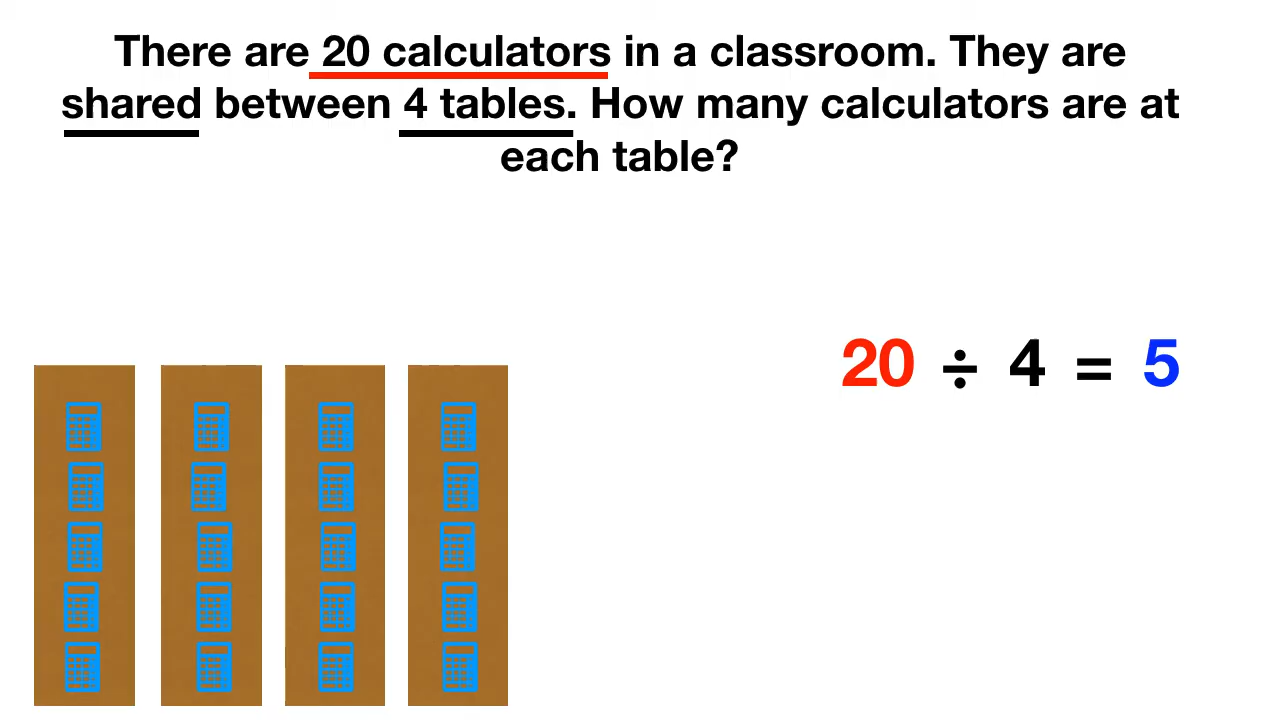 There are 20 calculators in a classroom. They are
shared between 4 tables. How many calculators are at
each table?
20 ÷ 4 = 5